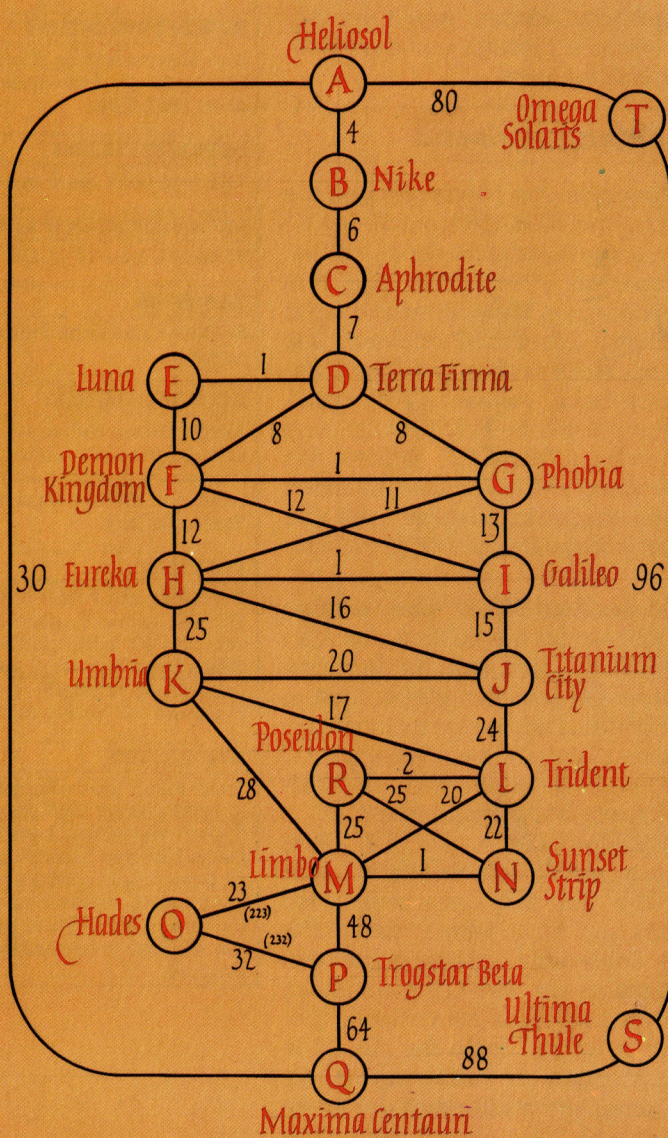 Heliosol
A
80
Omega
Solaris
T
4
B
Nike
6
C
Aphrodite
7
Luna
E
1
D
Terra Firma
10
8
8
Demon
Kingdom
F
1
G
Phobia
12
11
12
13
30
Eureka
H
1
I
Galileo
96
25
16
15
Umbria
K
20
J
Titanium
City
17
24
Poseidon
R
2
L
Trident
28
25
20
25
22
Limbo
M
1
N
Sunset
Strip
23
(223)
Hades
O
48
(232)
32
P
Trogstar Beta
64
Ultima
Thule
S
Q
88
Maxima Centauri